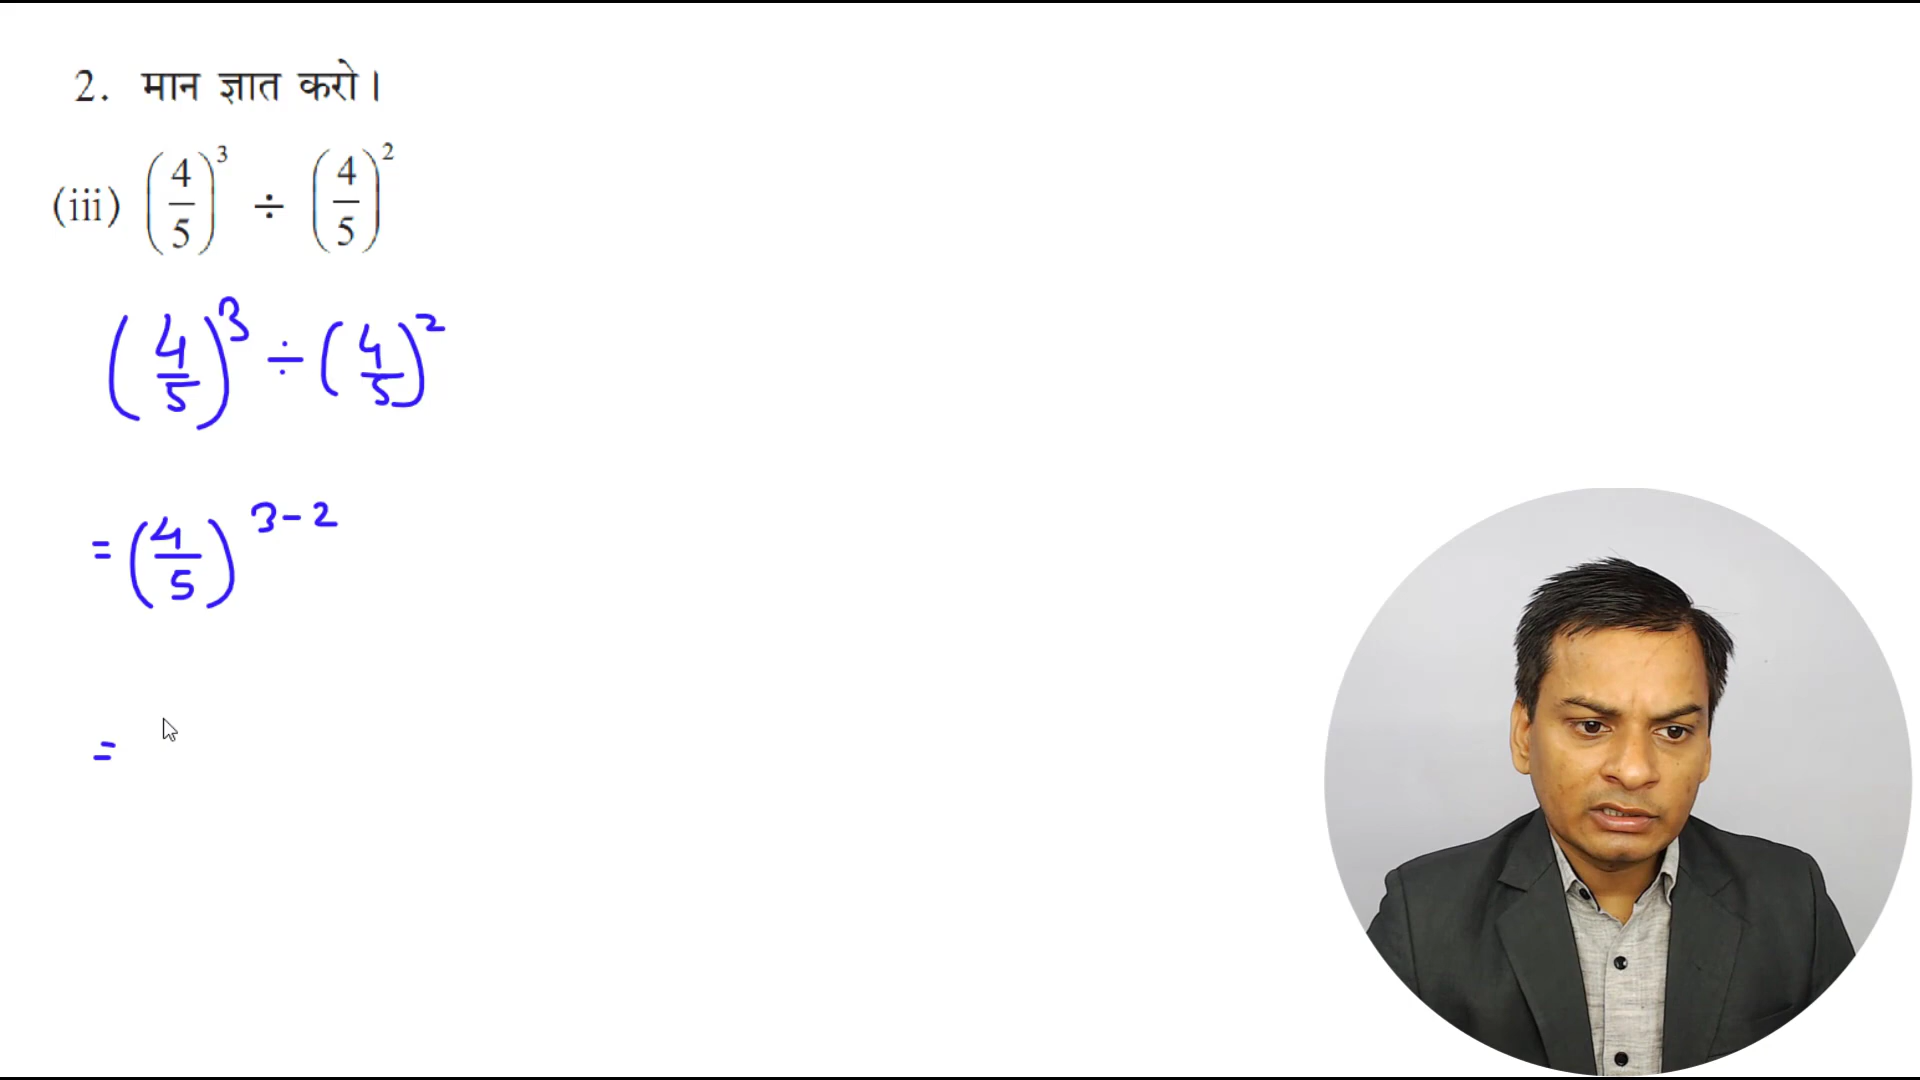 2. मान ज्ञात करो।
(iii) (4/5)³ ÷ (4/5)²
(4/5)³ ÷ (4/5)²
= (4/5)³⁻²
=